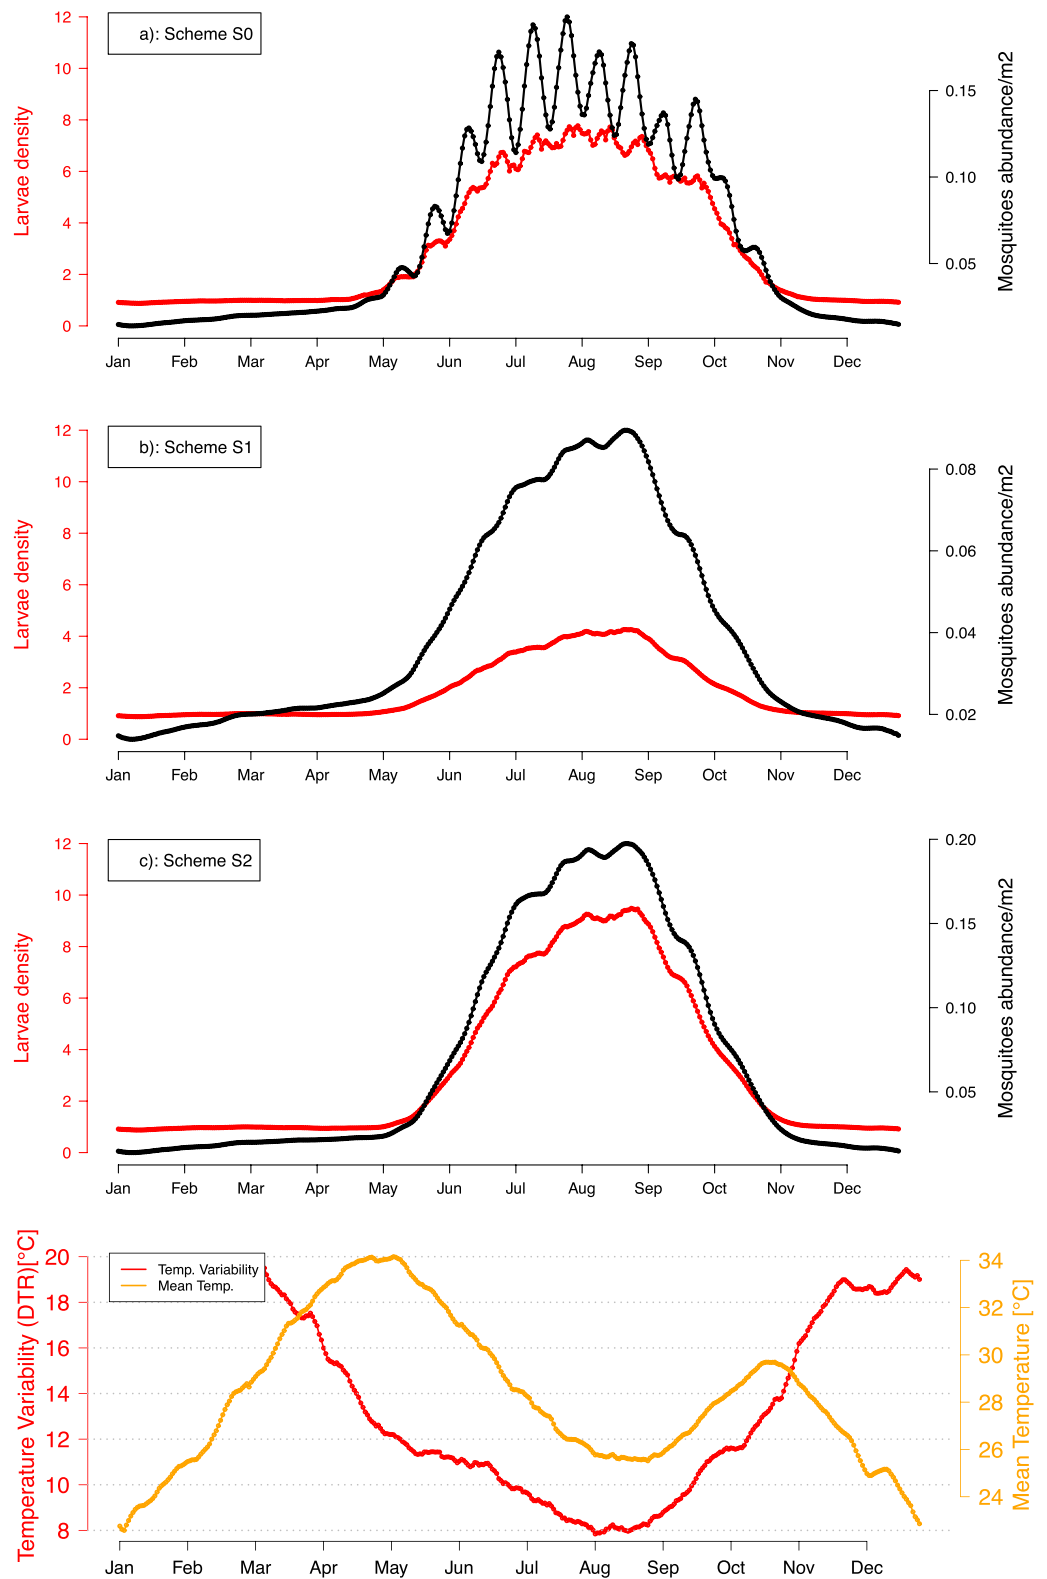 a): Scheme S0
Larvae density
12
10
8
6
4
2
0
0.15
0.10
0.05
Mosquitoes abundance/m2
Jan Feb Mar Apr May Jun Jul Aug Sep Oct Nov Dec
b): Scheme S1
Larvae density
12
10
8
6
4
2
0
0.08
0.06
0.04
0.02
Mosquitoes abundance/m2
Jan Feb Mar Apr May Jun Jul Aug Sep Oct Nov Dec
c): Scheme S2
Larvae density
12
10
8
6
4
2
0
0.20
0.15
0.10
0.05
Mosquitoes abundance/m2
Jan Feb Mar Apr May Jun Jul Aug Sep Oct Nov Dec
Temperature Variability (DTR)[°C]
20
18
16
14
12
10
8
Temp. Variability
Mean Temp.
34
32
30
28
26
24
Mean Temperature [°C]
Jan Feb Mar Apr May Jun Jul Aug Sep Oct Nov Dec